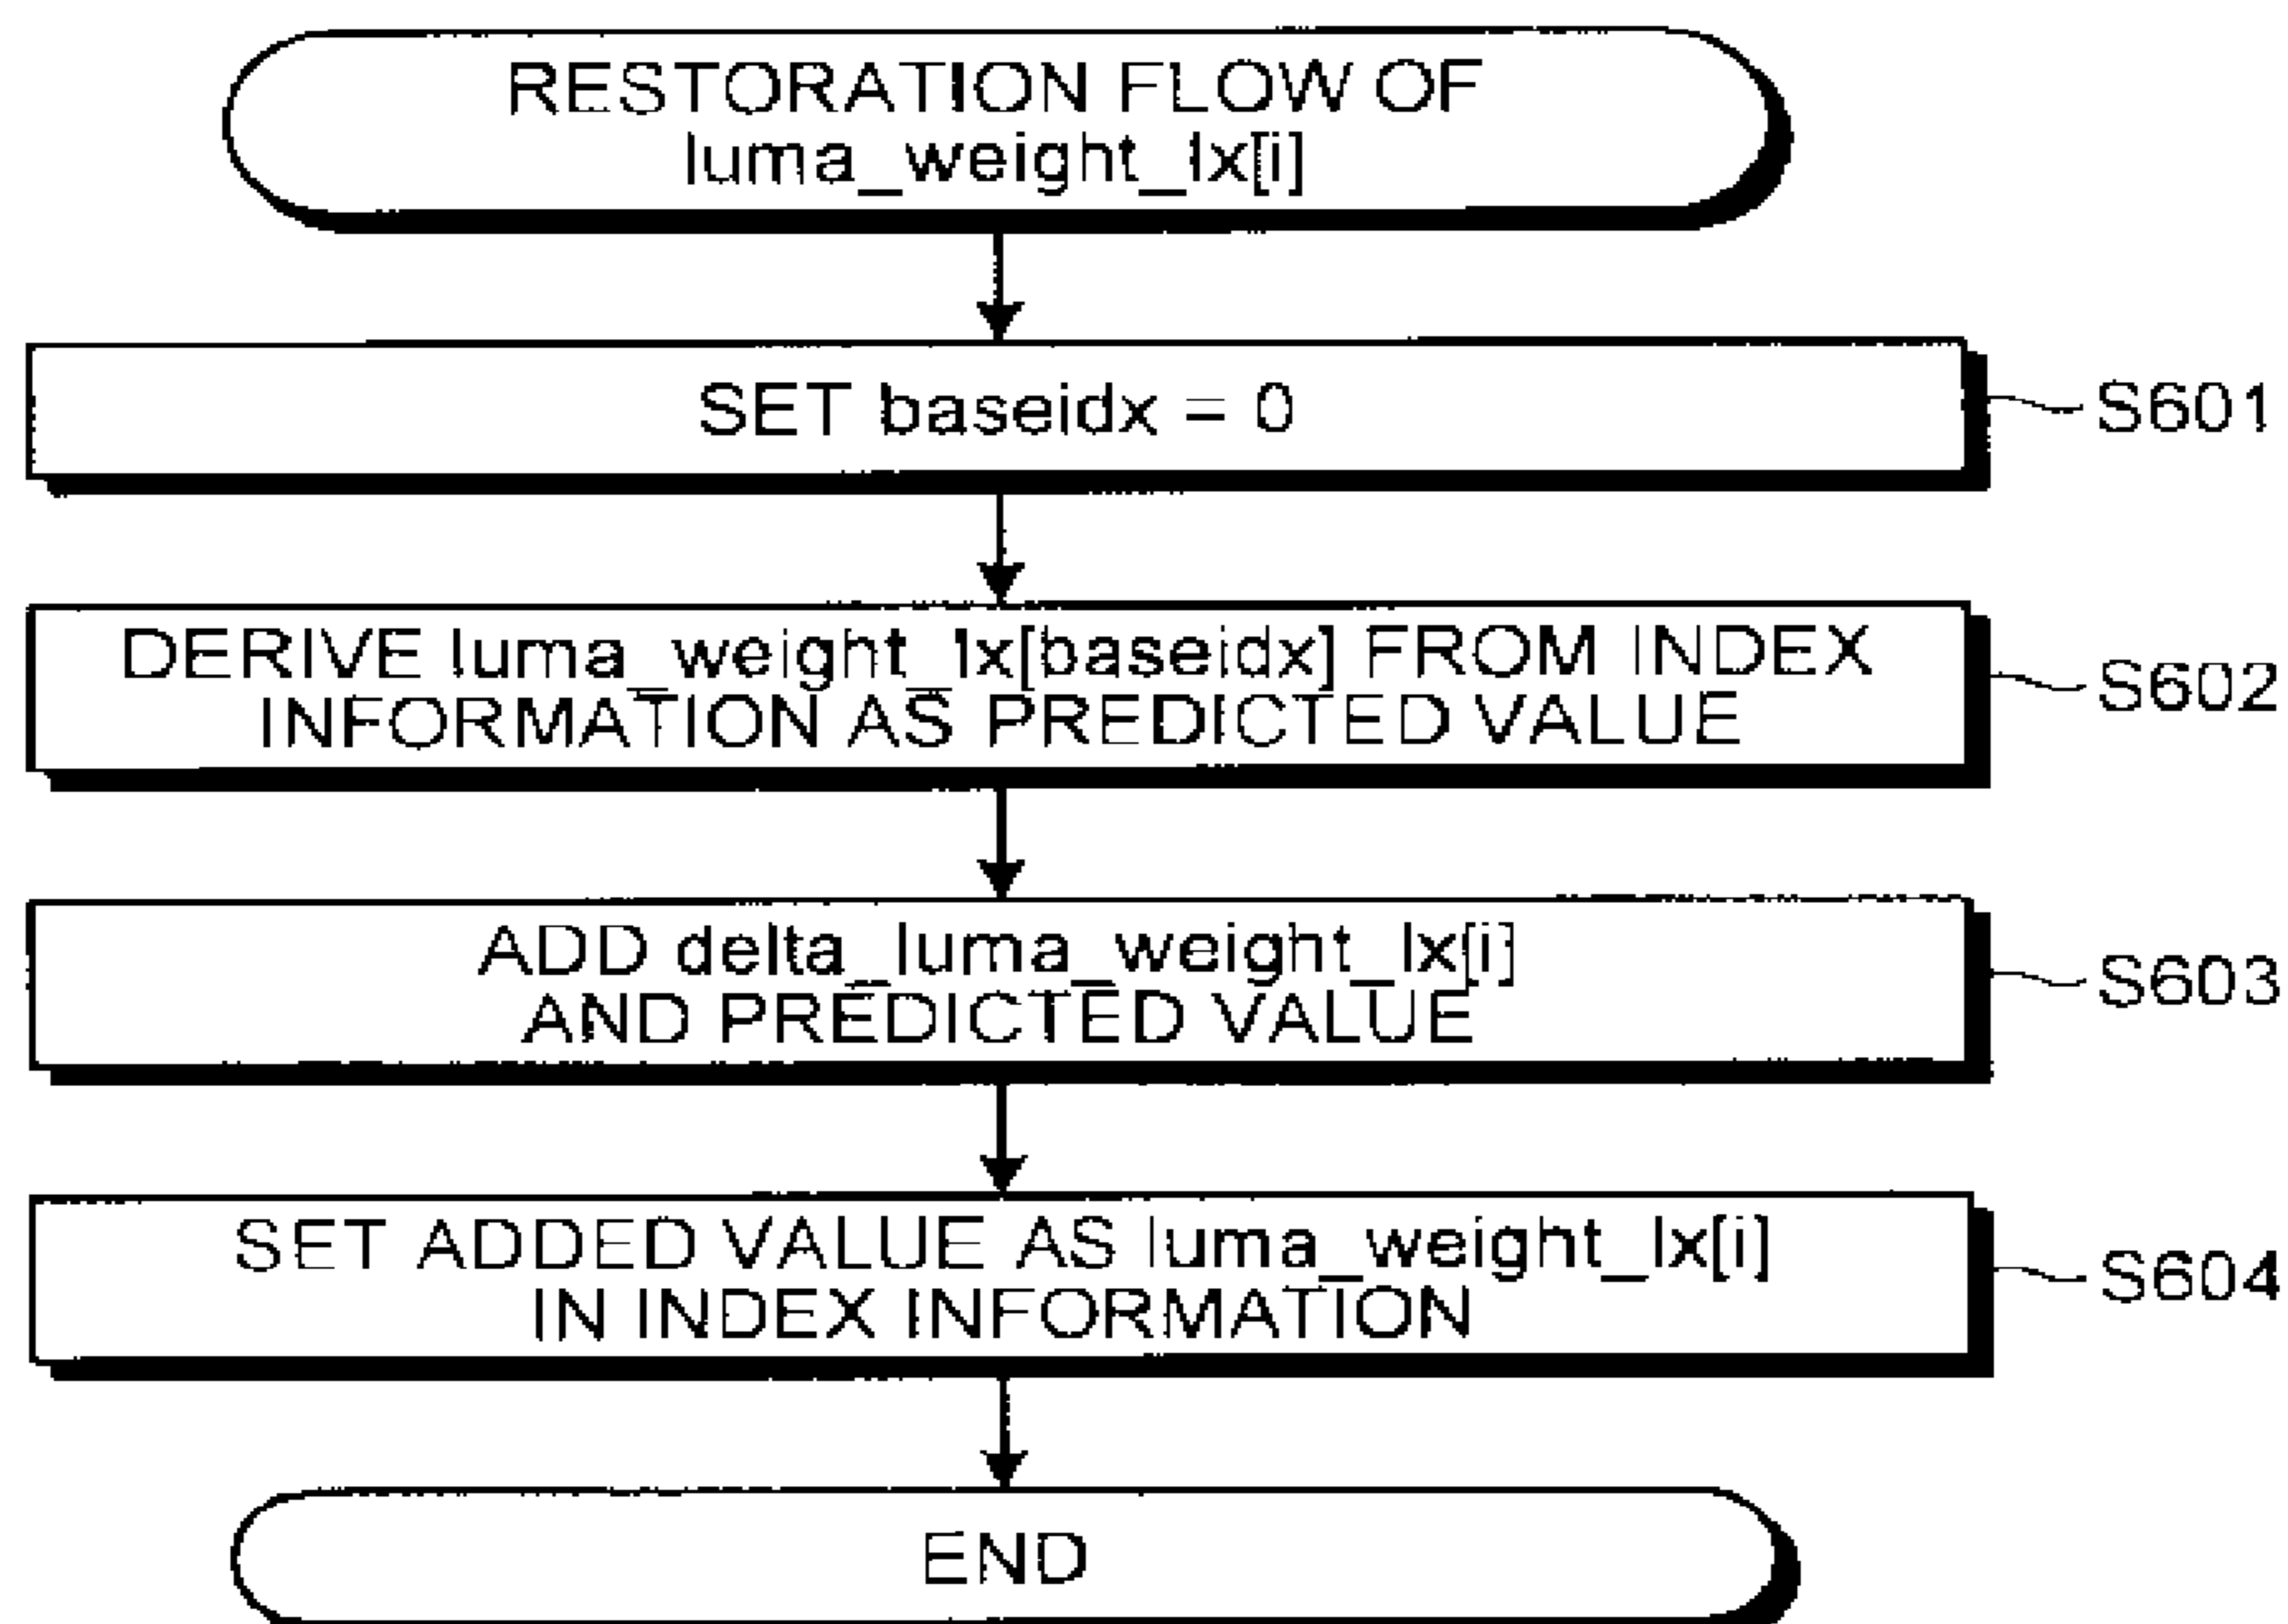 RESTORATION FLOW OF
luma_weight_lx[i]
SET baseidx = 0
S601
DERIVE luma_weight_lx[baseidx] FROM INDEX
INFORMATION AS PREDICTED VALUE
S602
ADD delta_luma_weight_lx[i]
AND PREDICTED VALUE
S603
SET ADDED VALUE AS luma_weight_lx[i]
IN INDEX INFORMATION
S604
END